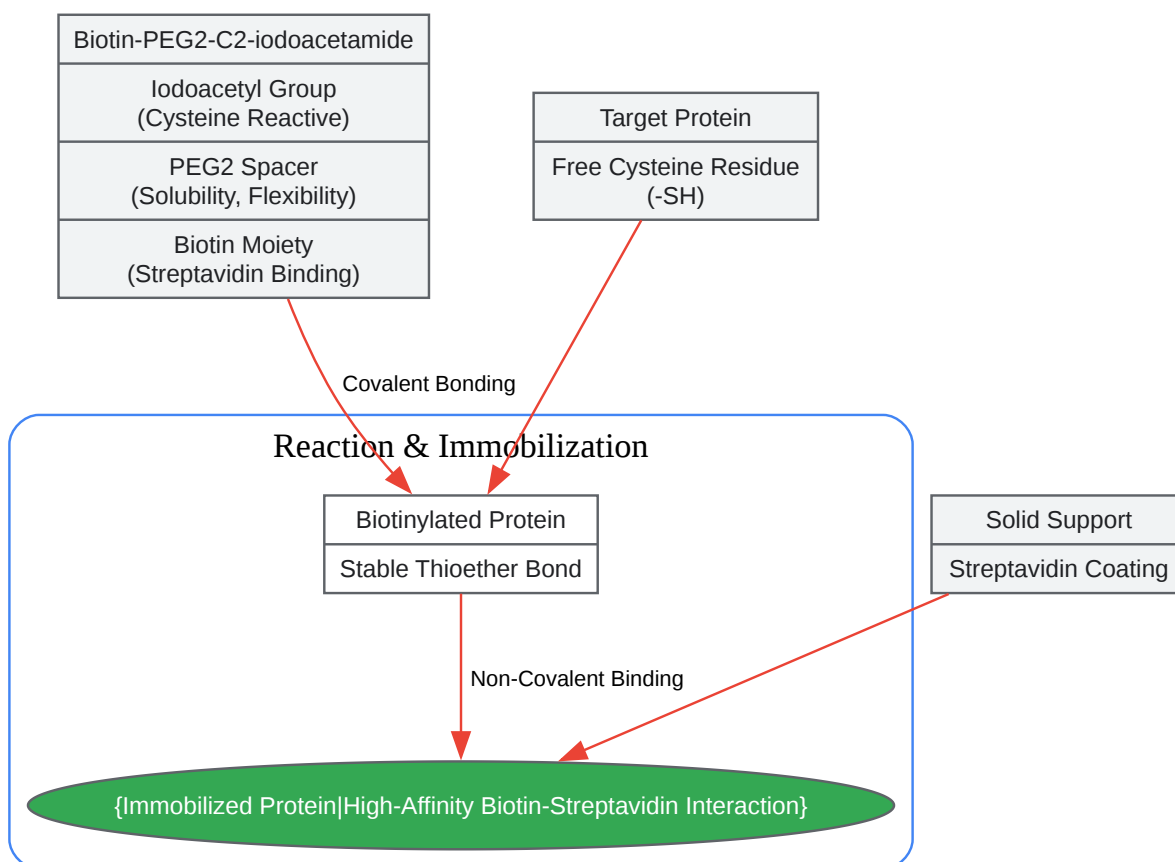 Biotin-PEG2-C2-iodoacetamide
Iodoacetyl Group
(Cysteine Reactive)
PEG2 Spacer
(Solubility, Flexibility)
Biotin Moiety
(Streptavidin Binding)
Target Protein
Free Cysteine Residue
(-SH)
Covalent Bonding
Reaction & Immobilization
Biotinylated Protein
Stable Thioether Bond
Solid Support
Streptavidin Coating
Non-Covalent Binding
{Immobilized Protein|High-Affinity Biotin-Streptavidin Interaction}